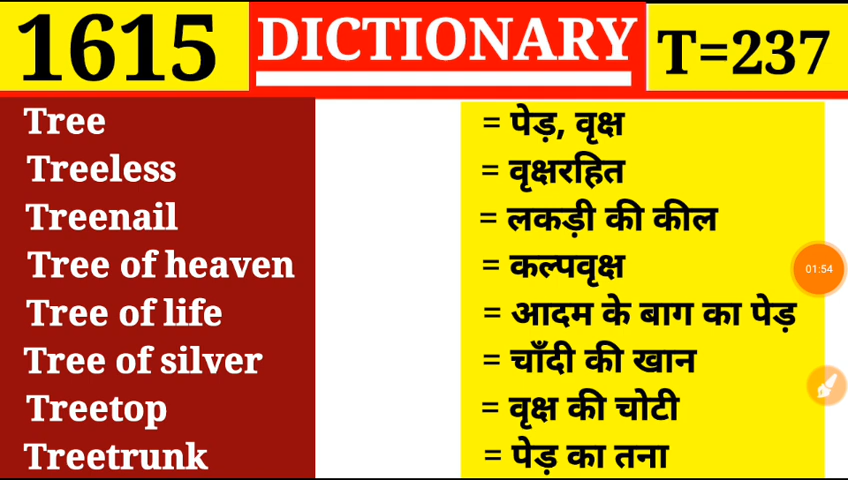 1615 DICTIONARY T=237
Tree = पेड़, वृक्ष
Treeless = वृक्षरहित
Treenail = लकड़ी की कील
Tree of heaven = कल्पवृक्ष
Tree of life = आदम के बाग का पेड़
Tree of silver = चाँदी की खान
Treetop = वृक्ष की चोटी
Treetrunk = पेड़ का तना
01:54